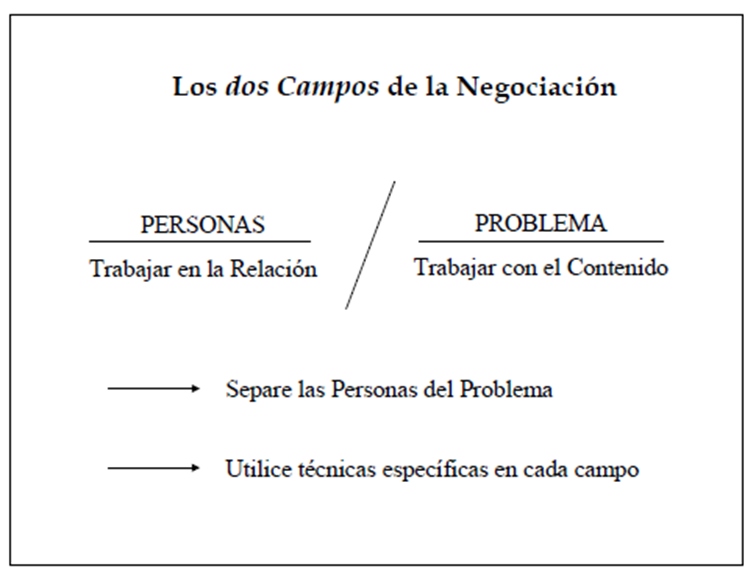 Los dos Campos de la Negociación
PERSONAS
Trabajar en la Relación
PROBLEMA
Trabajar con el Contenido
Separe las Personas del Problema
Utilice técnicas específicas en cada campo